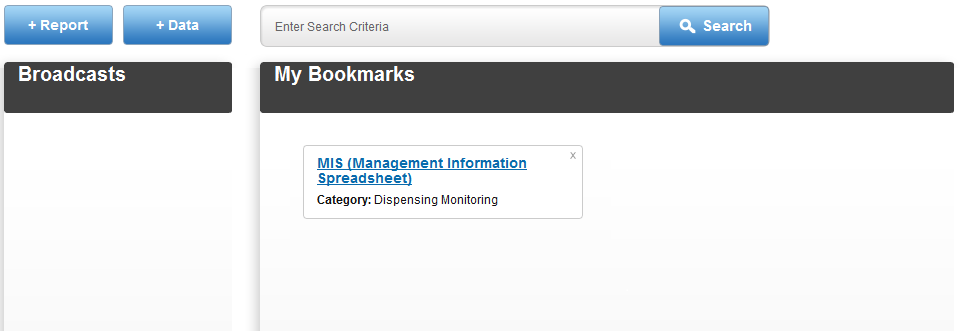 + Report
+ Data
Enter Search Criteria
Search
Broadcasts
My Bookmarks
x
MIS (Management Information
Spreadsheet)
Category: Dispensing Monitoring